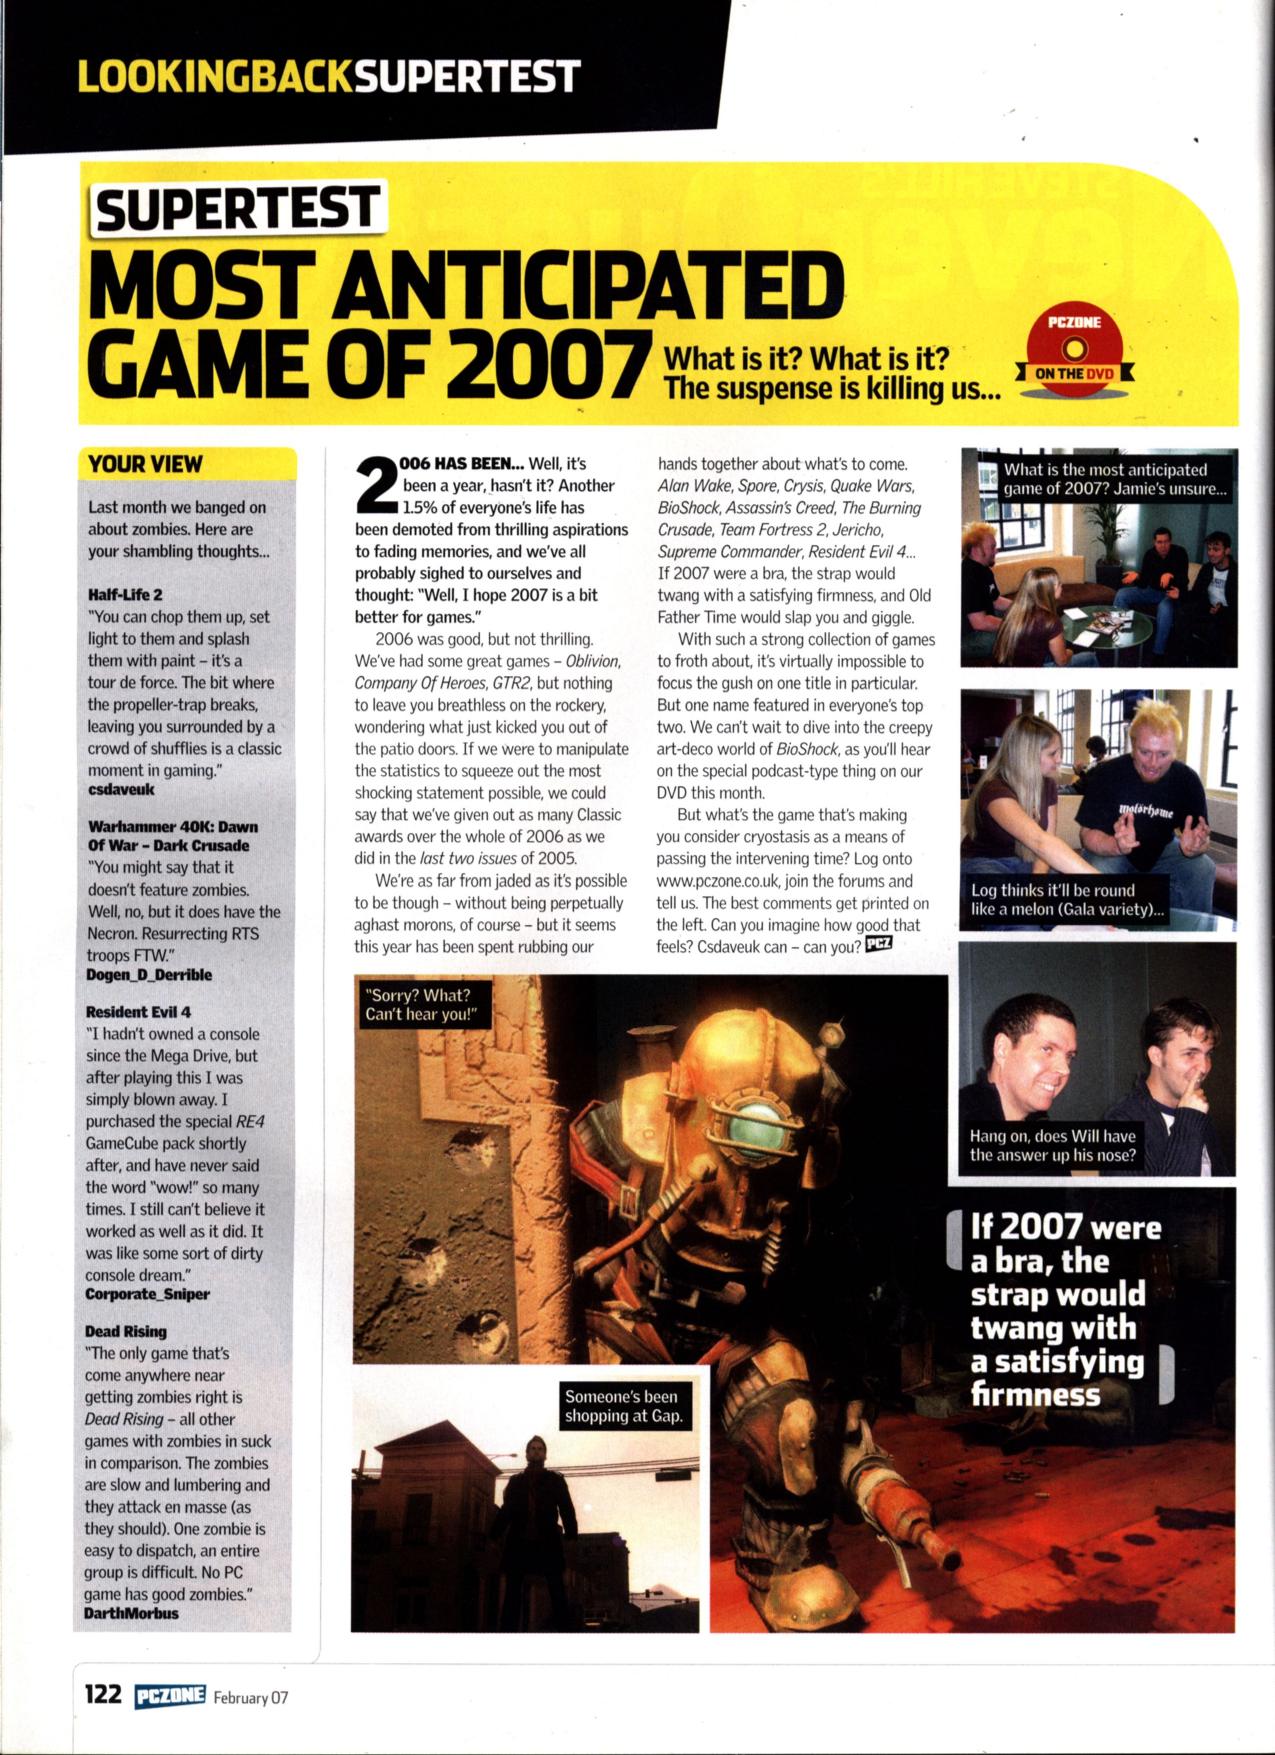 LOOKINGBACKSUPERTEST
SUPERTEST
MOST ANTICIPATED
GAME OF 2007
What is it? What is it?
The suspense is killing us...
PCZONE
ON THE DVD
YOUR VIEW
Last month we banged on
about zombies. Here are
your shambling thoughts...
Half-Life 2
"You can chop them up, set
light to them and splash
them with paint – it's a
tour de force. The bit where
the propeller-trap breaks,
leaving you surrounded by a
crowd of shufflies is a classic
moment in gaming."
csdaveuk
Warhammer 40K: Dawn
Of War – Dark Crusade
"You might say that it
doesn't feature zombies.
Well, no, but it does have the
Necron. Resurrecting RTS
troops FTW."
Dogen_D_Derrible
Resident Evil 4
"I hadn't owned a console
since the Mega Drive, but
after playing this I was
simply blown away. I
purchased the special RE4
GameCube pack shortly
after, and have never said
the word "wow!" so many
times. I still can't believe it
worked as well as it did. It
was like some sort of dirty
console dream."
Corporate_Sniper
Dead Rising
"The only game that's
come anywhere near
getting zombies right is
Dead Rising – all other
games with zombies in suck
in comparison. The zombies
are slow and lumbering and
they attack en masse (as
they should). One zombie is
easy to dispatch, an entire
group is difficult. No PC
game has good zombies."
DarthMorbus
2006 HAS BEEN... Well, it's
been a year, hasn't it? Another
1.5% of everyone's life has
been demoted from thrilling aspirations
to fading memories, and we've all
probably sighed to ourselves and
thought: "Well, I hope 2007 is a bit
better for games."
2006 was good, but not thrilling.
We've had some great games – Oblivion,
Company Of Heroes, GTR2, but nothing
to leave you breathless on the rockery,
wondering what just kicked you out of
the patio doors. If we were to manipulate
the statistics to squeeze out the most
shocking statement possible, we could
say that we've given out as many Classic
awards over the whole of 2006 as we
did in the last two issues of 2005.
We're as far from jaded as it's possible
to be though – without being perpetually
aghast morons, of course – but it seems
this year has been spent rubbing our
hands together about what's to come.
Alan Wake, Spore, Crysis, Quake Wars,
BioShock, Assassin's Creed, The Burning
Crusade, Team Fortress 2, Jericho,
Supreme Commander, Resident Evil 4...
If 2007 were a bra, the strap would
twang with a satisfying firmness, and Old
Father Time would slap you and giggle.
With such a strong collection of games
to froth about, it's virtually impossible to
focus the gush on one title in particular.
But one name featured in everyone's top
two. We can't wait to dive into the creepy
art-deco world of BioShock, as you'll hear
on the special podcast-type thing on our
DVD this month.
But what's the game that's making
you consider cryostasis as a means of
passing the intervening time? Log onto
www.pczone.co.uk, join the forums and
tell us. The best comments get printed on
the left. Can you imagine how good that
feels? Csdaveuk can – can you? PCZ
What is the most anticipated
game of 2007? Jamie's unsure...
motörhome
Log thinks it'll be round
like a melon (Gala variety)...
Hang on, does Will have
the answer up his nose?
"Sorry? What?
Can't hear you!"
If 2007 were
a bra, the
strap would
twang with
a satisfying
firmness
Someone's been
shopping at Gap.
122 PCZONE February 07